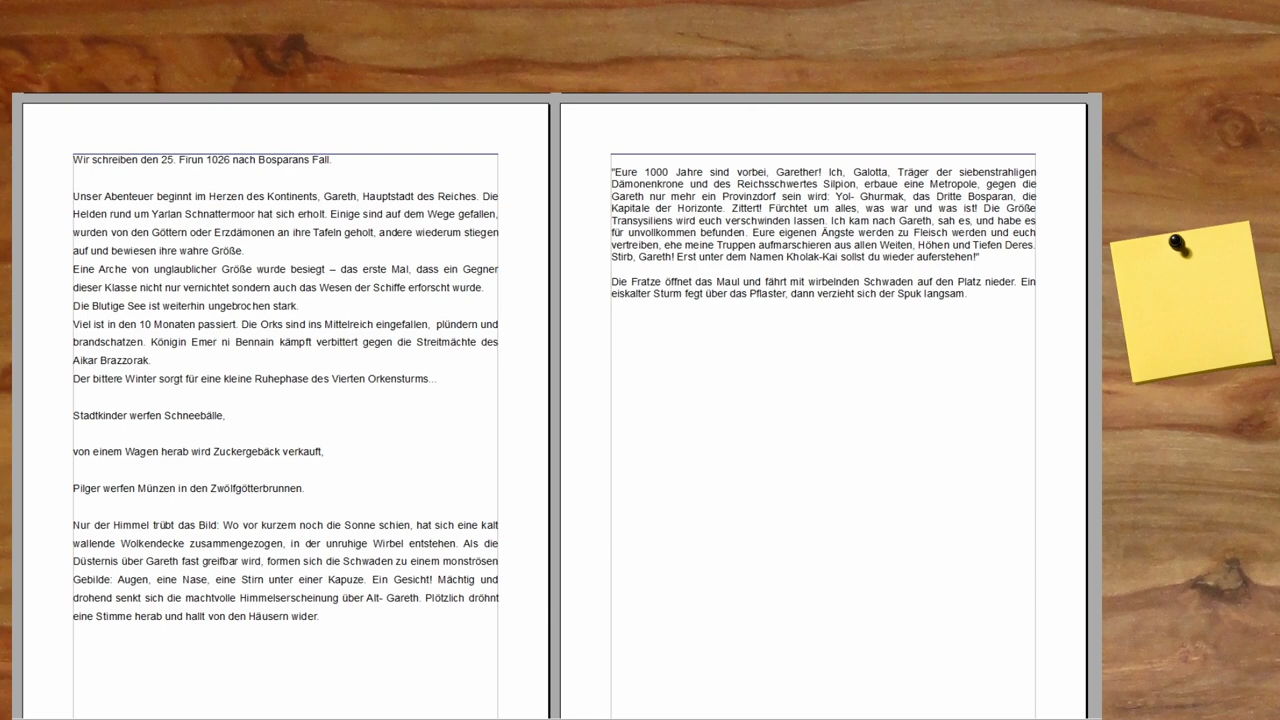 Wir schreiben den 25. Firun 1026 nach Bosparans Fall.
Unser Abenteuer beginnt im Herzen des Kontinents, Gareth, Hauptstadt des Reiches. Die
Helden rund um Yarlan Schnattermoor hat sich erholt. Einige sind auf dem Wege gefallen,
wurden von den Göttern oder Erzdämonen an ihre Tafeln geholt, andere wiederum stiegen
auf und bewiesen ihre wahre Größe.
Eine Arche von unglaublicher Größe wurde besiegt – das erste Mal, dass ein Gegner
dieser Klasse nicht nur vernichtet sondern auch das Wesen der Schiffe erforscht wurde.
Die Blutige See ist weiterhin ungebrochen stark.
Viel ist in den 10 Monaten passiert. Die Orks sind ins Mittelreich eingefallen,  plündern und
brandschatzen. Königin Emer ni Bennain kämpft verbittert gegen die Streitmächte des
Aikar Brazzorak.
Der bittere Winter sorgt für eine kleine Ruhephase des Vierten Orkensturms...
Stadtkinder werfen Schneebälle,
von einem Wagen herab wird Zuckergebäck verkauft,
Pilger werfen Münzen in den Zwölfgötterbrunnen.
Nur der Himmel trübt das Bild: Wo vor kurzem noch die Sonne schien, hat sich eine kalt
wallende Wolkendecke zusammengezogen, in der unruhige Wirbel entstehen. Als die
Düsternis über Gareth fast greifbar wird, formen sich die Schwaden zu einem monströsen
Gebilde: Augen, eine Nase, eine Stirn unter einer Kapuze. Ein Gesicht! Mächtig und
drohend senkt sich die machtvolle Himmelserscheinung über Alt- Gareth. Plötzlich dröhnt
eine Stimme herab und hallt von den Häusern wider.
"Eure 1000 Jahre sind vorbei, Garether! Ich, Galotta, Träger der siebenstrahligen
Dämonenkrone und des Reichsschwertes Silpion, erbaue eine Metropole, gegen die
Gareth nur mehr ein Provinzdorf sein wird: Yol- Ghurmak, das Dritte Bosparan, die
Kapitale der Horizonte. Zittert! Fürchtet um alles, was war und was ist! Die Größe
Transysiliens wird euch verschwinden lassen. Ich kam nach Gareth, sah es, und habe es
für unvollkommen befunden. Eure eigenen Ängste werden zu Fleisch werden und euch
vertreiben, ehe meine Truppen aufmarschieren aus allen Weiten, Höhen und Tiefen Deres.
Stirb, Gareth! Erst unter dem Namen Kholak-Kai sollst du wieder auferstehen!"
Die Fratze öffnet das Maul und fährt mit wirbelnden Schwaden auf den Platz nieder. Ein
eiskalter Sturm fegt über das Pflaster, dann verzieht sich der Spuk langsam.